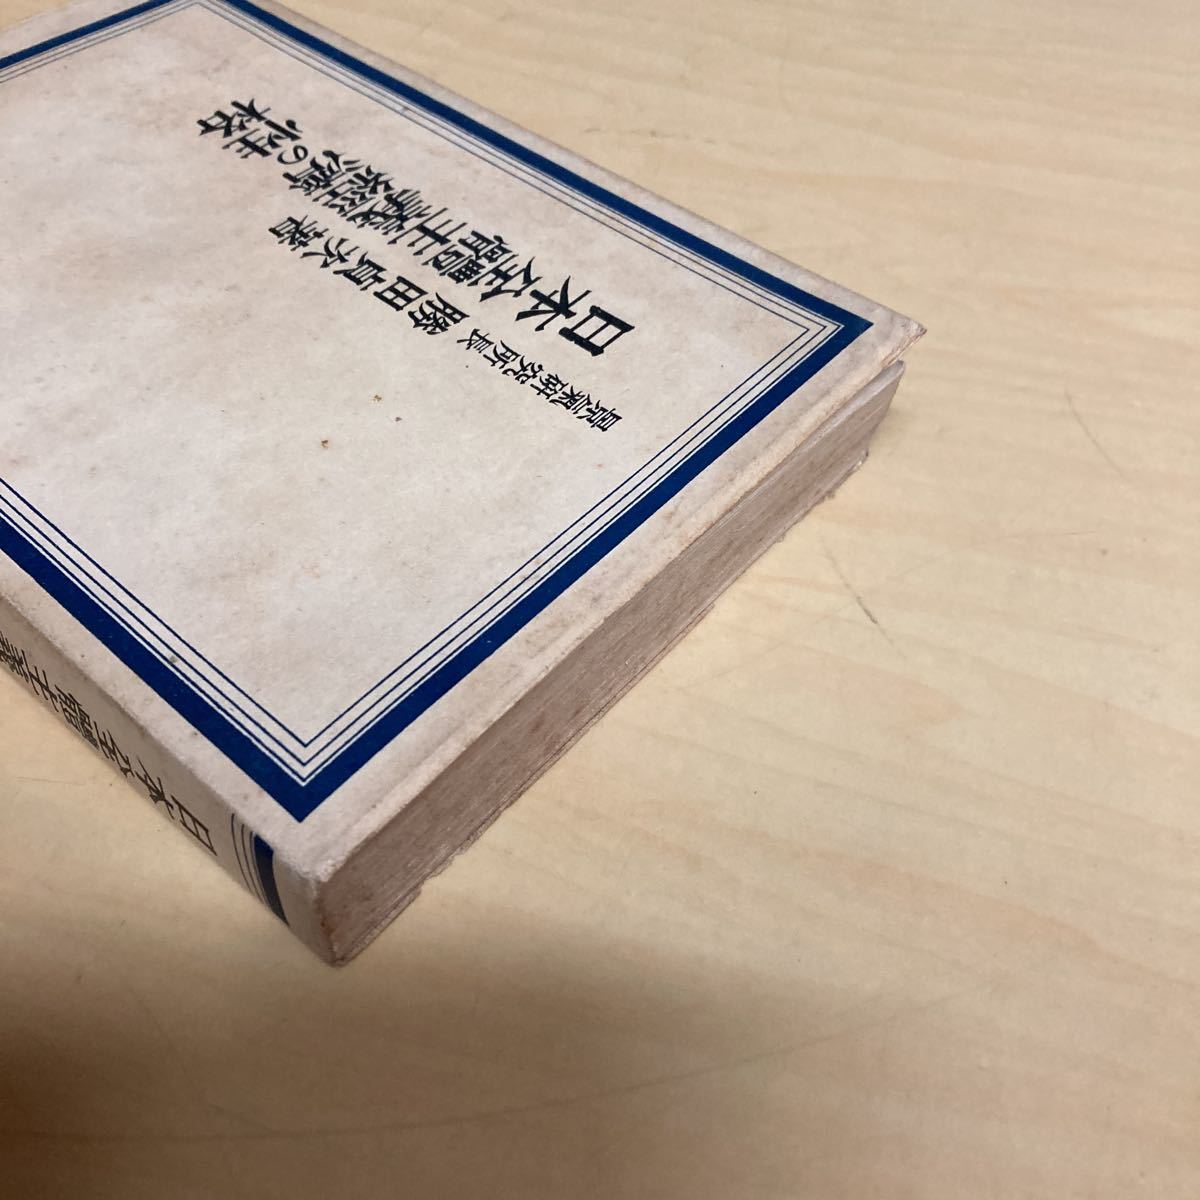 景氣研究所長 勝田貞次著
日本全體主義經濟の性格
日本全體主義